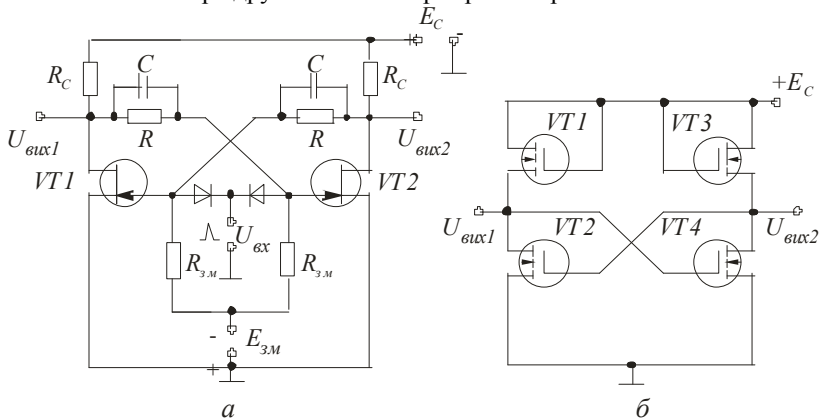 E_C
+ -
R_C C C R_C
+E_C
R R
VT1 VT3
U_вих1 U_вих2
VT1 VT2
U_вх
U_вих1 VT2 VT4 U_вих2
R_зм R_зм
- E_зм
+
а б